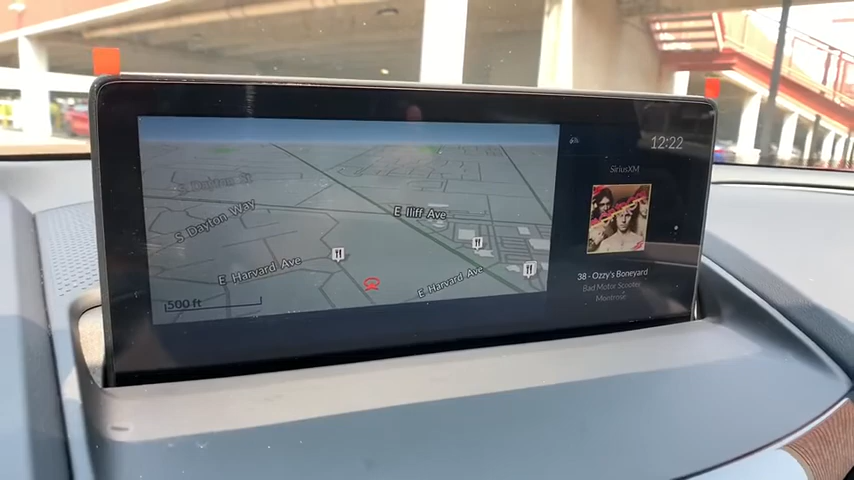 12:22
SiriusXM
S Dayton St
S Dayton Way
E Iliff Ave
E Harvard Ave
E Harvard Ave
500 ft
38 - Ozzy's Boneyard
Bad Motor Scooter
Montrose